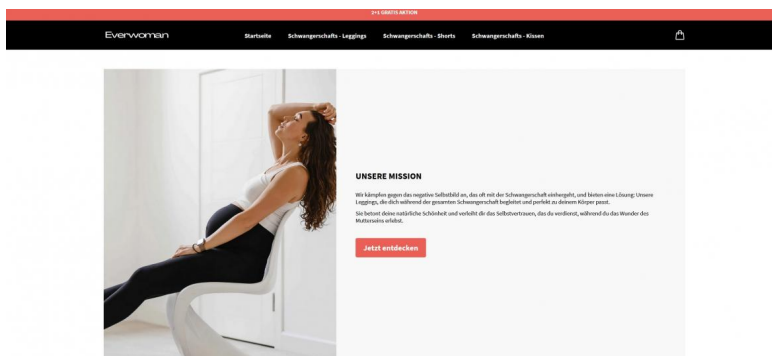 1+1 GRATIS AKTION
Everwoman
Startseite
Schwangerschafts - Leggings
Schwangerschafts - Shorts
Schwangerschafts - Kissen
UNSERE MISSION
Wir kämpfen gegen das negative Selbstbild an, das oft mit der Schwangerschaft einhergeht, und bieten eine Lösung: Unsere
Leggings, die dich während der gesamten Schwangerschaft begleitet und perfekt zu deinem Körper passt.
Sie betont deine natürliche Schönheit und verleiht dir das Selbstvertrauen, das du verdienst, während du das Wunder des
Mutterseins erlebst.
Jetzt entdecken